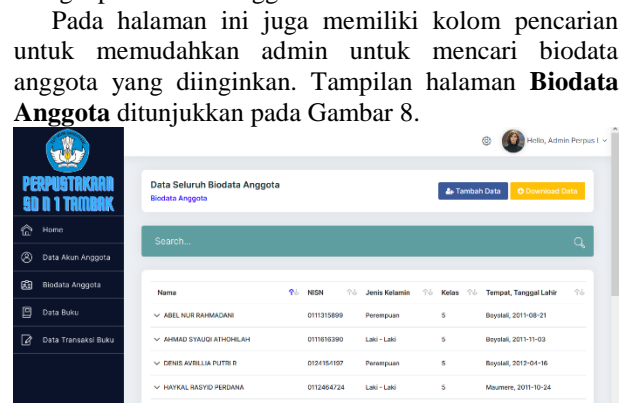 Pada halaman ini juga memiliki kolom pencarian
untuk memudahkan admin untuk mencari biodata
anggota yang diinginkan. Tampilan halaman Biodata
Anggota ditunjukkan pada Gambar 8.
Hello, Admin Perpus 1
PERPUSTAKAAN
SD N 1 TAMBAK
Data Seluruh Biodata Anggota
Biodata Anggota
Tambah Data
Download Data
Home
Search...
Data Akun Anggota
Biodata Anggota
Data Buku
Data Transaksi Buku
Nama NISN Jenis Kelamin Kelas Tempat, Tanggal Lahir
ABEL NUR RAHMADANI 0111315899 Perempuan 5 Boyolali, 2011-08-21
AHMAD SYAUQI ATHOHILAH 0111616390 Laki - Laki 5 Boyolali, 2011-11-03
DENIS AVRILLIA PUTRI R 0124154197 Perempuan 5 Boyolali, 2012-04-16
HAYKAL RASYID PERDANA 0112464724 Laki - Laki 5 Maumere, 2011-10-24